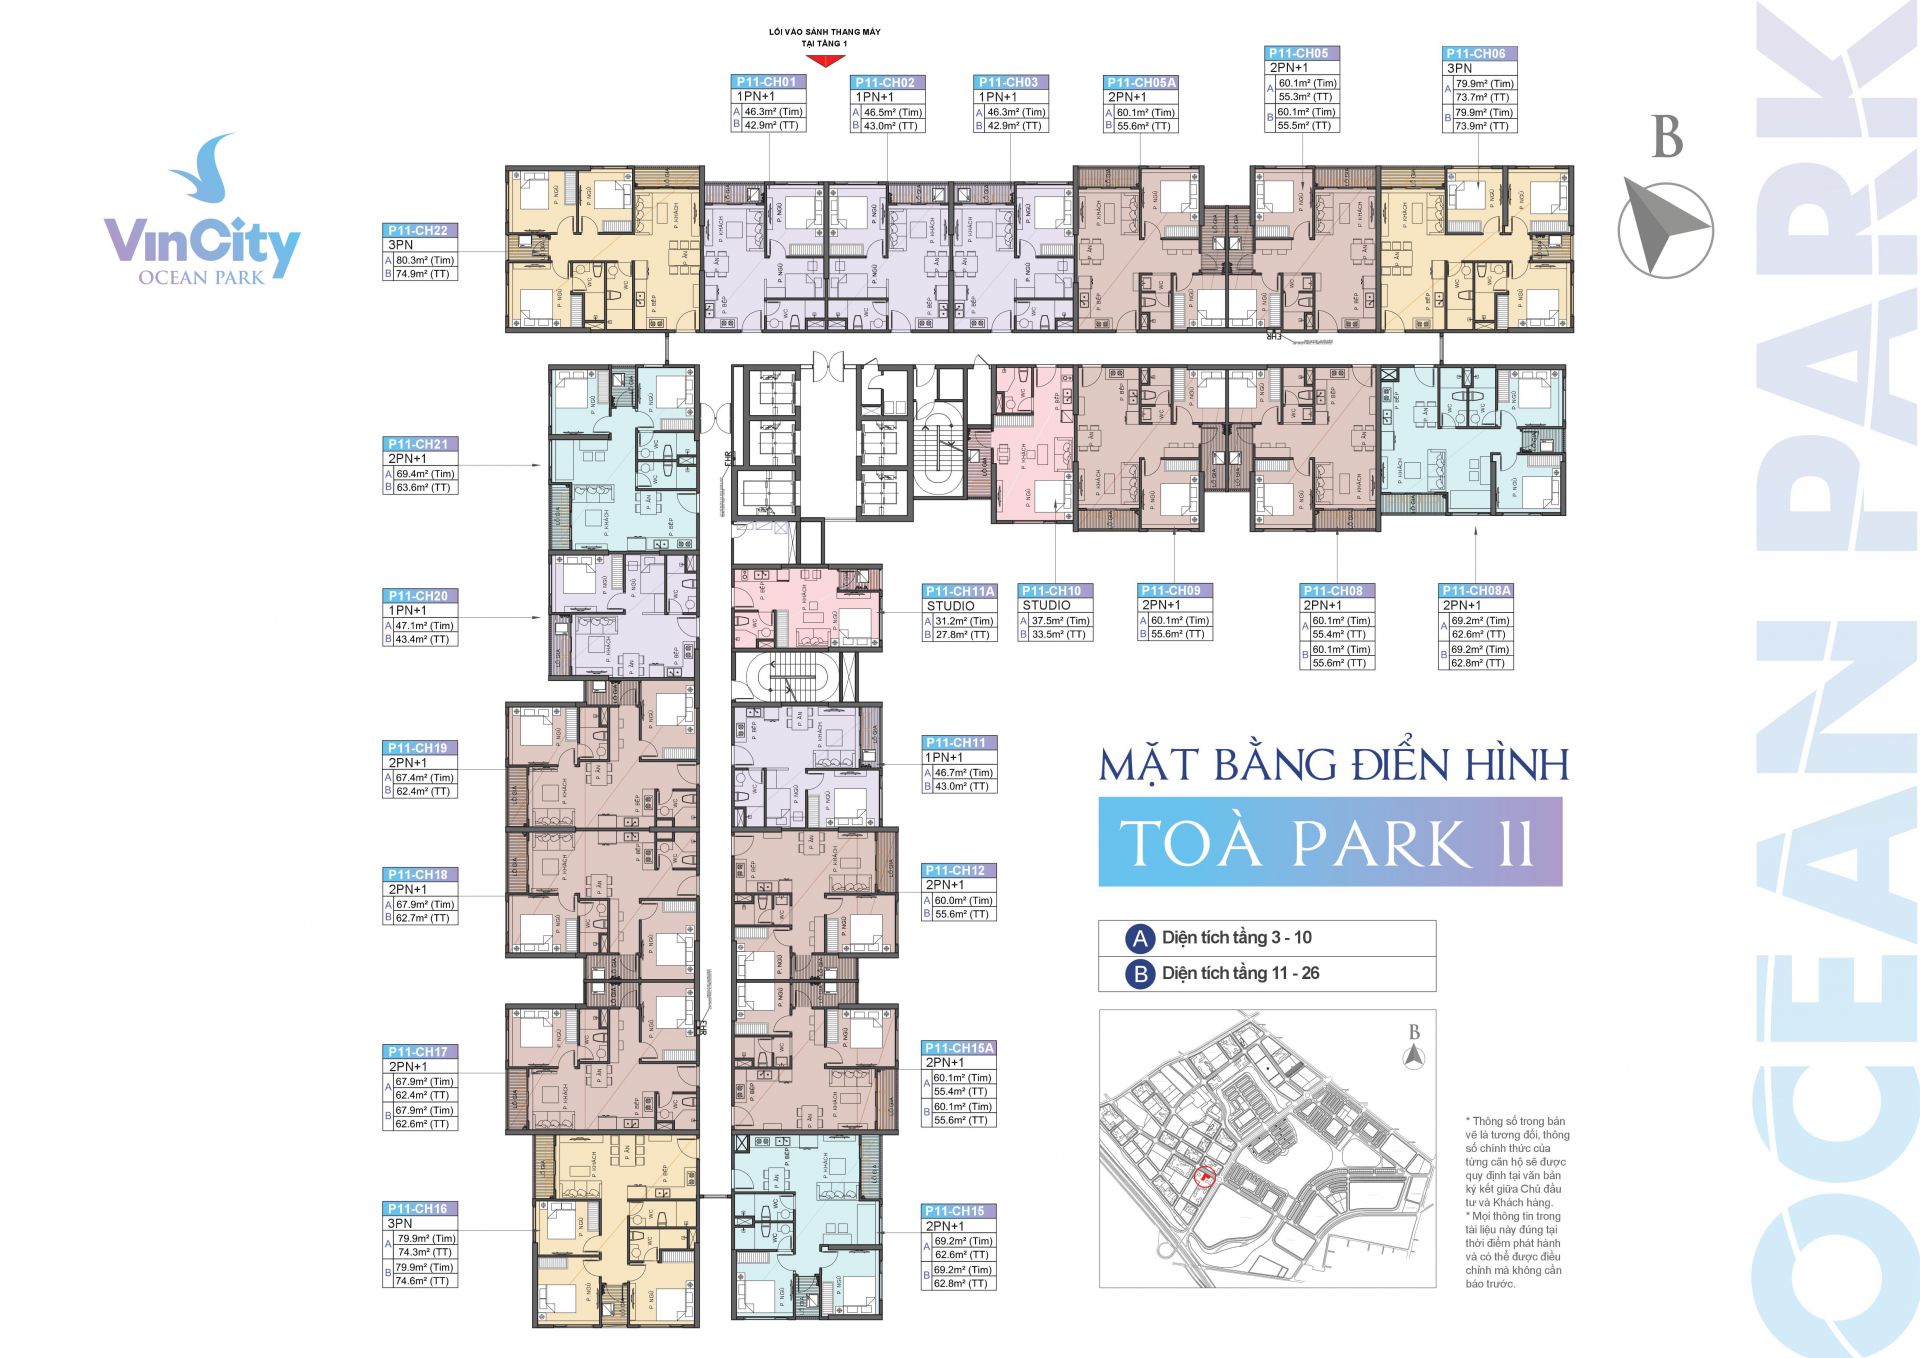 LỐI VÀO SẢNH THANG MÁY
TẠI TẦNG 1
VinCity
OCEAN PARK
P11-CH01
1PN+1
A 46.3m² (Tim)
B 42.9m² (TT)
P11-CH02
1PN+1
A 46.5m² (Tim)
B 43.0m² (TT)
P11-CH03
1PN+1
A 46.3m² (Tim)
B 42.9m² (TT)
P11-CH05A
2PN+1
A 60.1m² (Tim)
B 55.6m² (TT)
P11-CH05
2PN+1
A 60.1m² (Tim)
55.3m² (TT)
B 60.1m² (Tim)
55.5m² (TT)
P11-CH06
3PN
A 79.9m² (Tim)
73.7m² (TT)
B 79.9m² (Tim)
73.9m² (TT)
B
P11-CH22
3PN
A 80.3m² (Tim)
B 74.9m² (TT)
P11-CH21
2PN+1
A 69.4m² (Tim)
B 63.6m² (TT)
P11-CH20
1PN+1
A 47.1m² (Tim)
B 43.4m² (TT)
P11-CH19
2PN+1
A 67.4m² (Tim)
B 62.4m² (TT)
P11-CH18
2PN+1
A 67.9m² (Tim)
B 62.7m² (TT)
P11-CH17
2PN+1
A 67.9m² (Tim)
62.4m² (TT)
B 67.9m² (Tim)
62.6m² (TT)
P11-CH16
3PN
A 79.9m² (Tim)
74.3m² (TT)
B 79.9m² (Tim)
74.6m² (TT)
P11-CH11A
STUDIO
A 31.2m² (Tim)
B 27.8m² (TT)
P11-CH10
STUDIO
A 37.5m² (Tim)
B 33.5m² (TT)
P11-CH09
2PN+1
A 60.1m² (Tim)
B 55.6m² (TT)
P11-CH08
2PN+1
A 60.1m² (Tim)
55.4m² (TT)
B 60.1m² (Tim)
55.6m² (TT)
P11-CH08A
2PN+1
A 69.2m² (Tim)
62.6m² (TT)
B 69.2m² (Tim)
62.8m² (TT)
P11-CH11
1PN+1
A 46.7m² (Tim)
B 43.0m² (TT)
P11-CH12
2PN+1
A 60.0m² (Tim)
B 55.6m² (TT)
P11-CH15A
2PN+1
A 60.1m² (Tim)
55.4m² (TT)
B 60.1m² (Tim)
55.6m² (TT)
P11-CH15
2PN+1
A 69.2m² (Tim)
62.6m² (TT)
B 69.2m² (Tim)
62.8m² (TT)
MẶT BẰNG ĐIỂN HÌNH
TOÀ PARK 11
A Diện tích tầng 3 - 10
B Diện tích tầng 11 - 26
B
* Thông số trong bản
vẽ là tương đối, thông
số chính thức của
từng căn hộ sẽ được
quy định tại văn bản
ký kết giữa Chủ đầu
tư và Khách hàng.
* Mọi thông tin trong
tài liệu này đúng tại
thời điểm phát hành
và có thể được điều
chỉnh mà không cần
báo trước.
OCEAN PARK